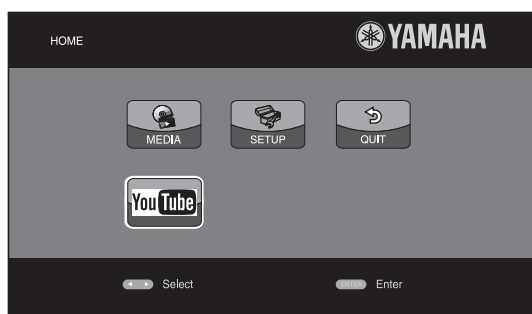 HOME
YAMAHA
MEDIA
SETUP
QUIT
YouTube
Select
ENTER Enter